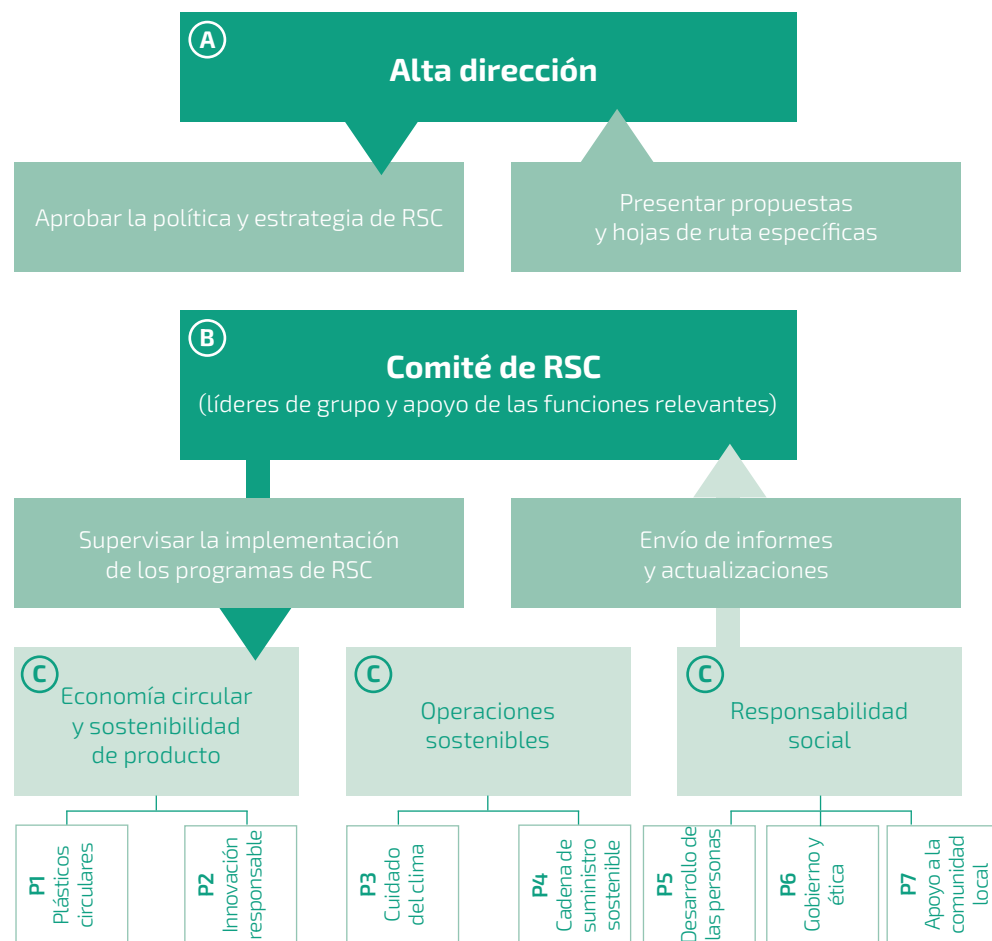 A
Alta dirección
Aprobar la política y estrategia de RSC
Presentar propuestas
y hojas de ruta específicas
B
Comité de RSC
(líderes de grupo y apoyo de las funciones relevantes)
Supervisar la implementación
de los programas de RSC
Envío de informes
y actualizaciones
C
Economía circular
y sostenibilidad
de producto
C
Operaciones
sostenibles
C
Responsabilidad
social
P1
Plásticos
circulares
P2
Innovación
responsable
P3
Cuidado
del clima
P4
Cadena de
suministro
sostenible
P5
Desarrollo de
las personas
P6
Gobierno y
ética
P7
Apoyo a la
comunidad
local